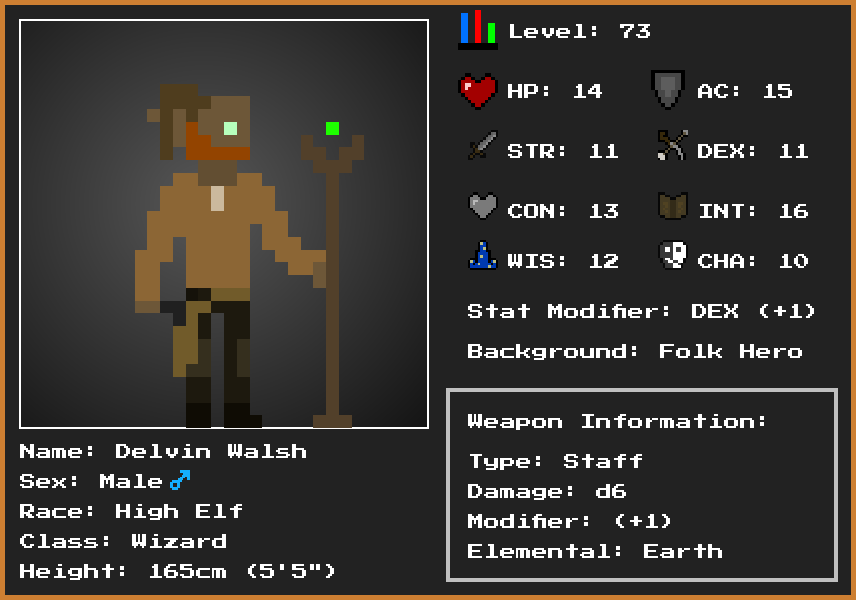 Level: 73
HP: 14 AC: 15
STR: 11 DEX: 11
CON: 13 INT: 16
WIS: 12 CHA: 10
Stat Modifier: DEX (+1)
Background: Folk Hero
Weapon Information:
Type: Staff
Damage: d6
Modifier: (+1)
Elemental: Earth
Name: Delvin Walsh
Sex: Male♂
Race: High Elf
Class: Wizard
Height: 165cm (5'5")